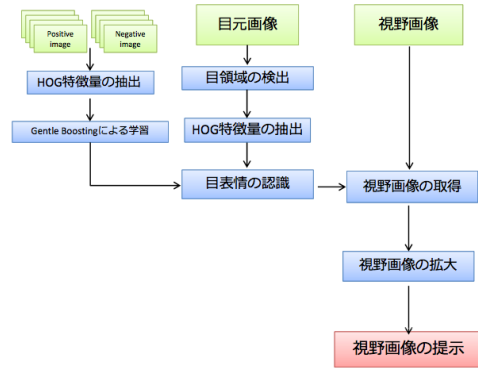 Positive
image
Negative
image
HOG特徴量の抽出
Gentle Boostingによる学習
目元画像
目領域の検出
HOG特徴量の抽出
目表情の認識
視野画像
視野画像の取得
視野画像の拡大
視野画像の提示